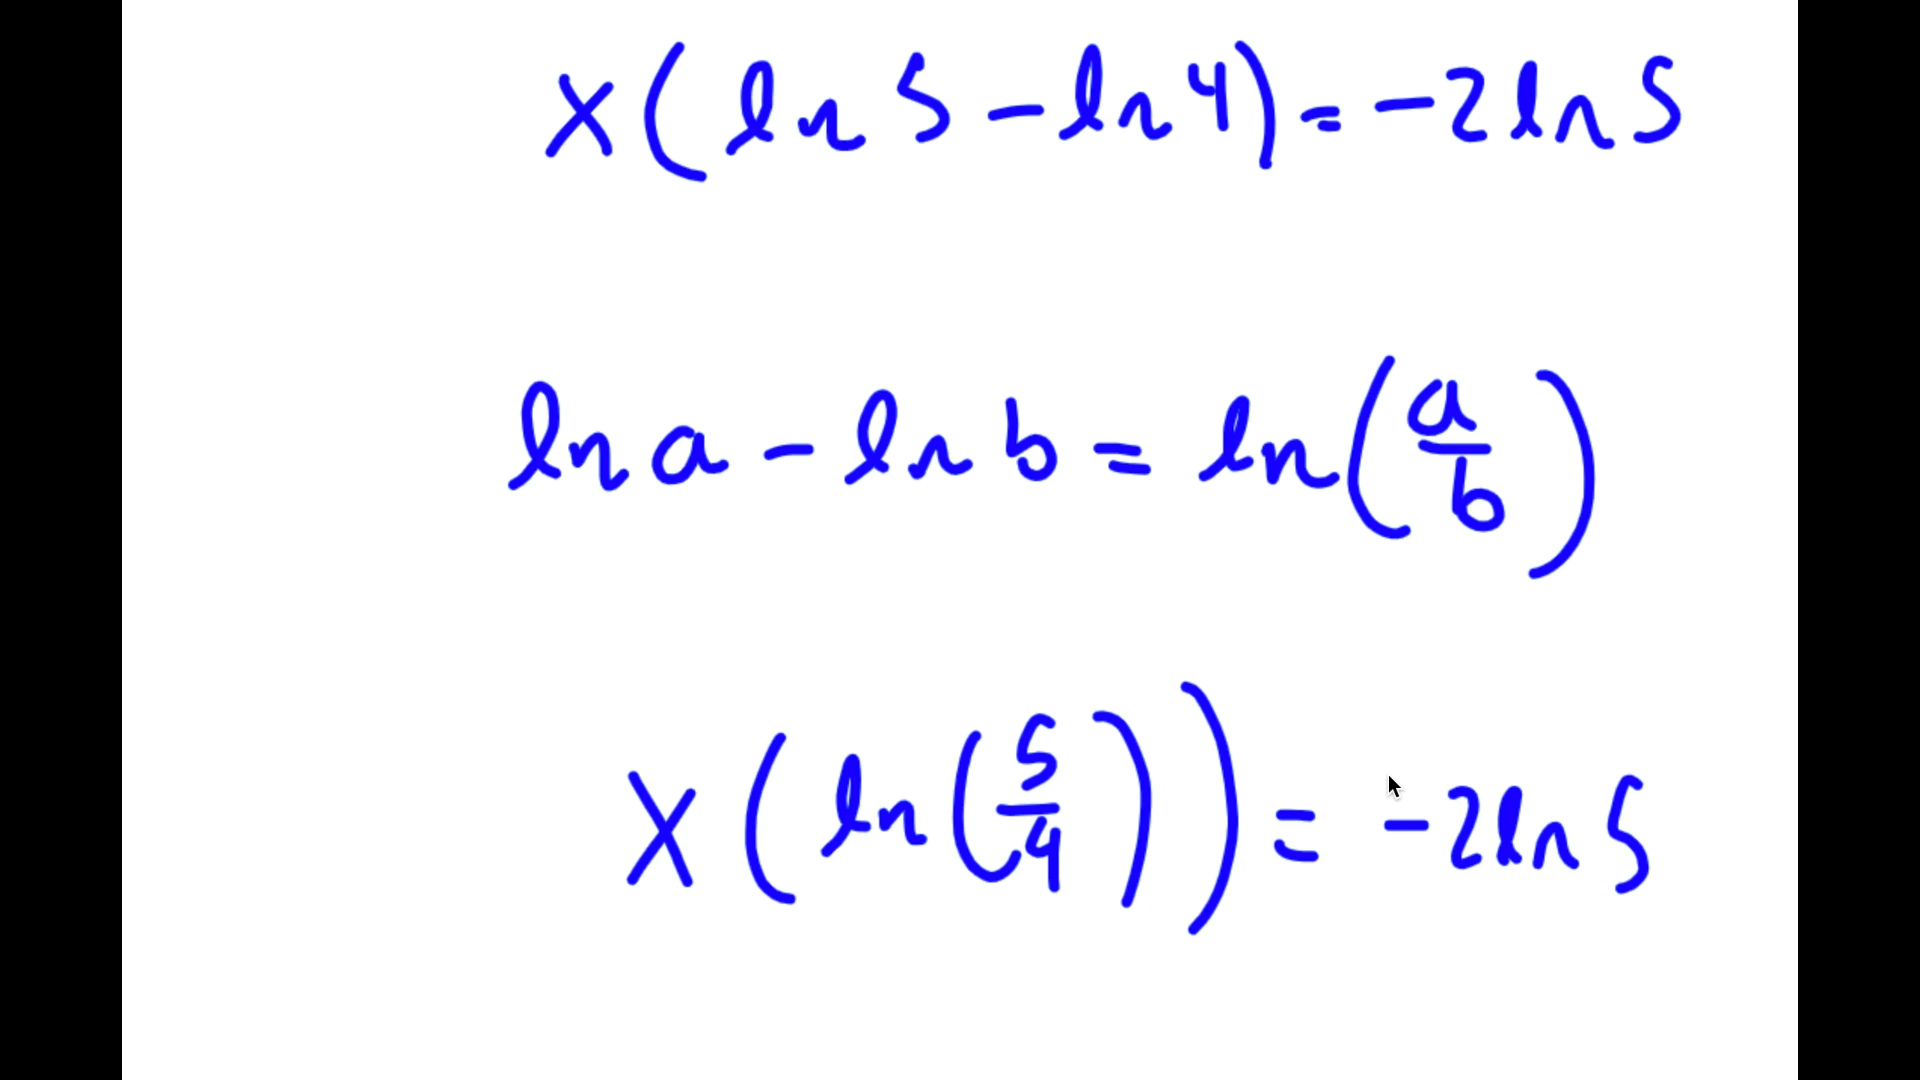 x(ln 5 - ln 4) = -2 ln 5
ln a - ln b = ln(a/b)
x(ln(5/4)) = -2 ln 5